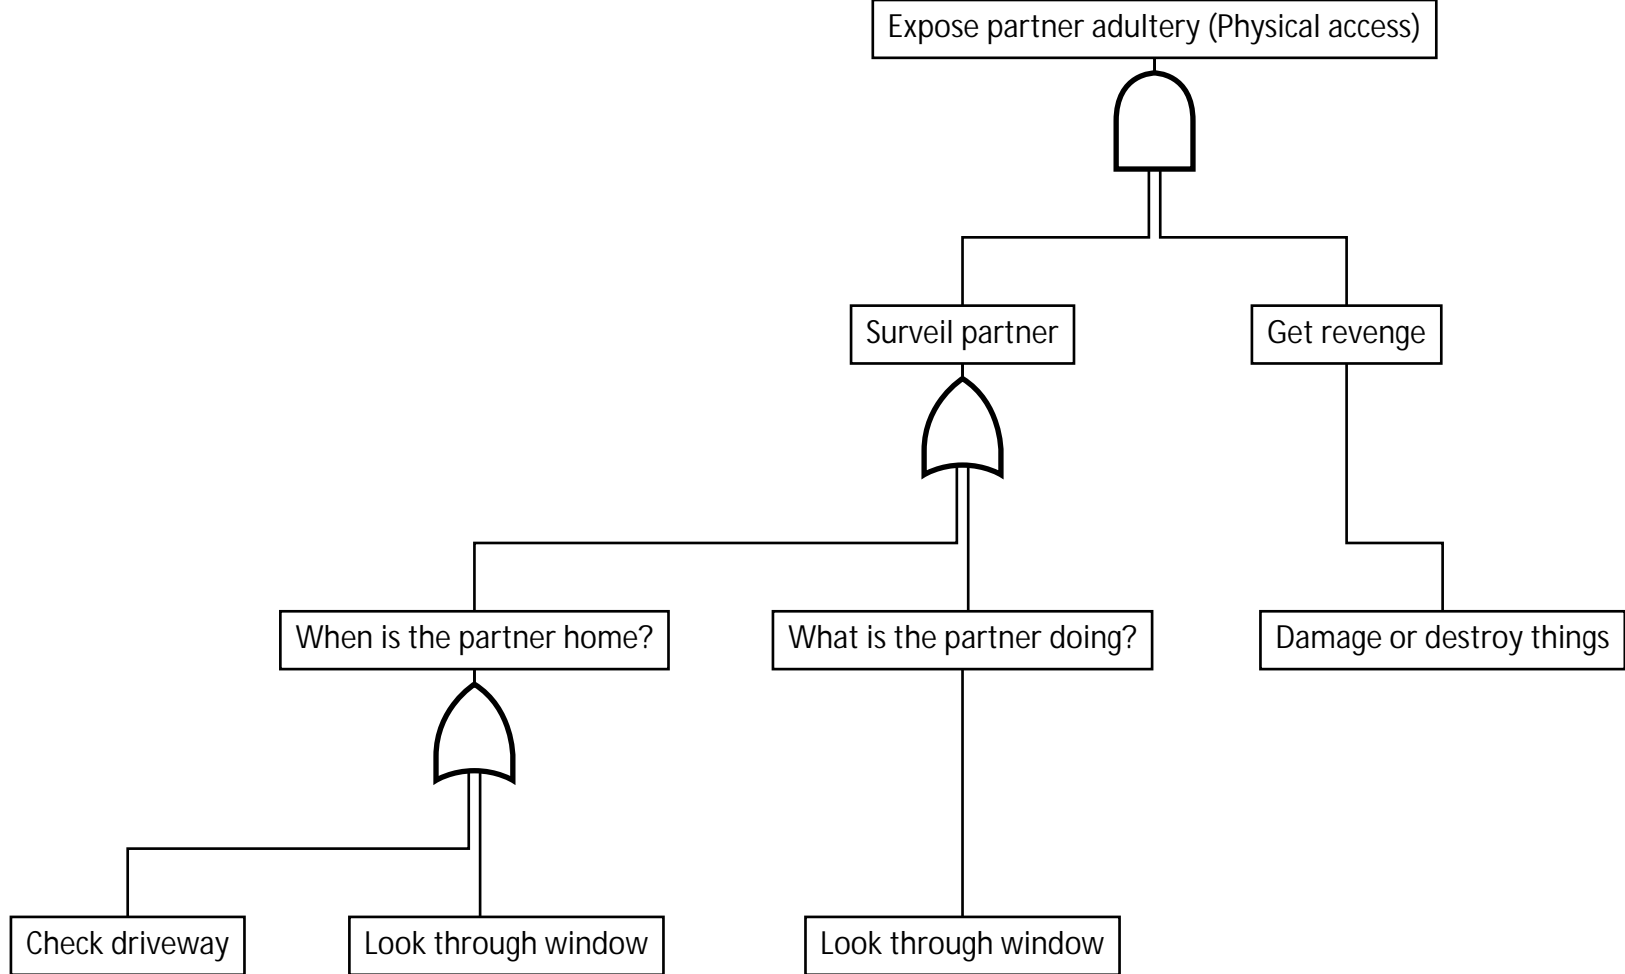 Expose partner adultery (Physical access)
Surveil partner
Get revenge
When is the partner home?
What is the partner doing?
Damage or destroy things
Check driveway
Look through window
Look through window